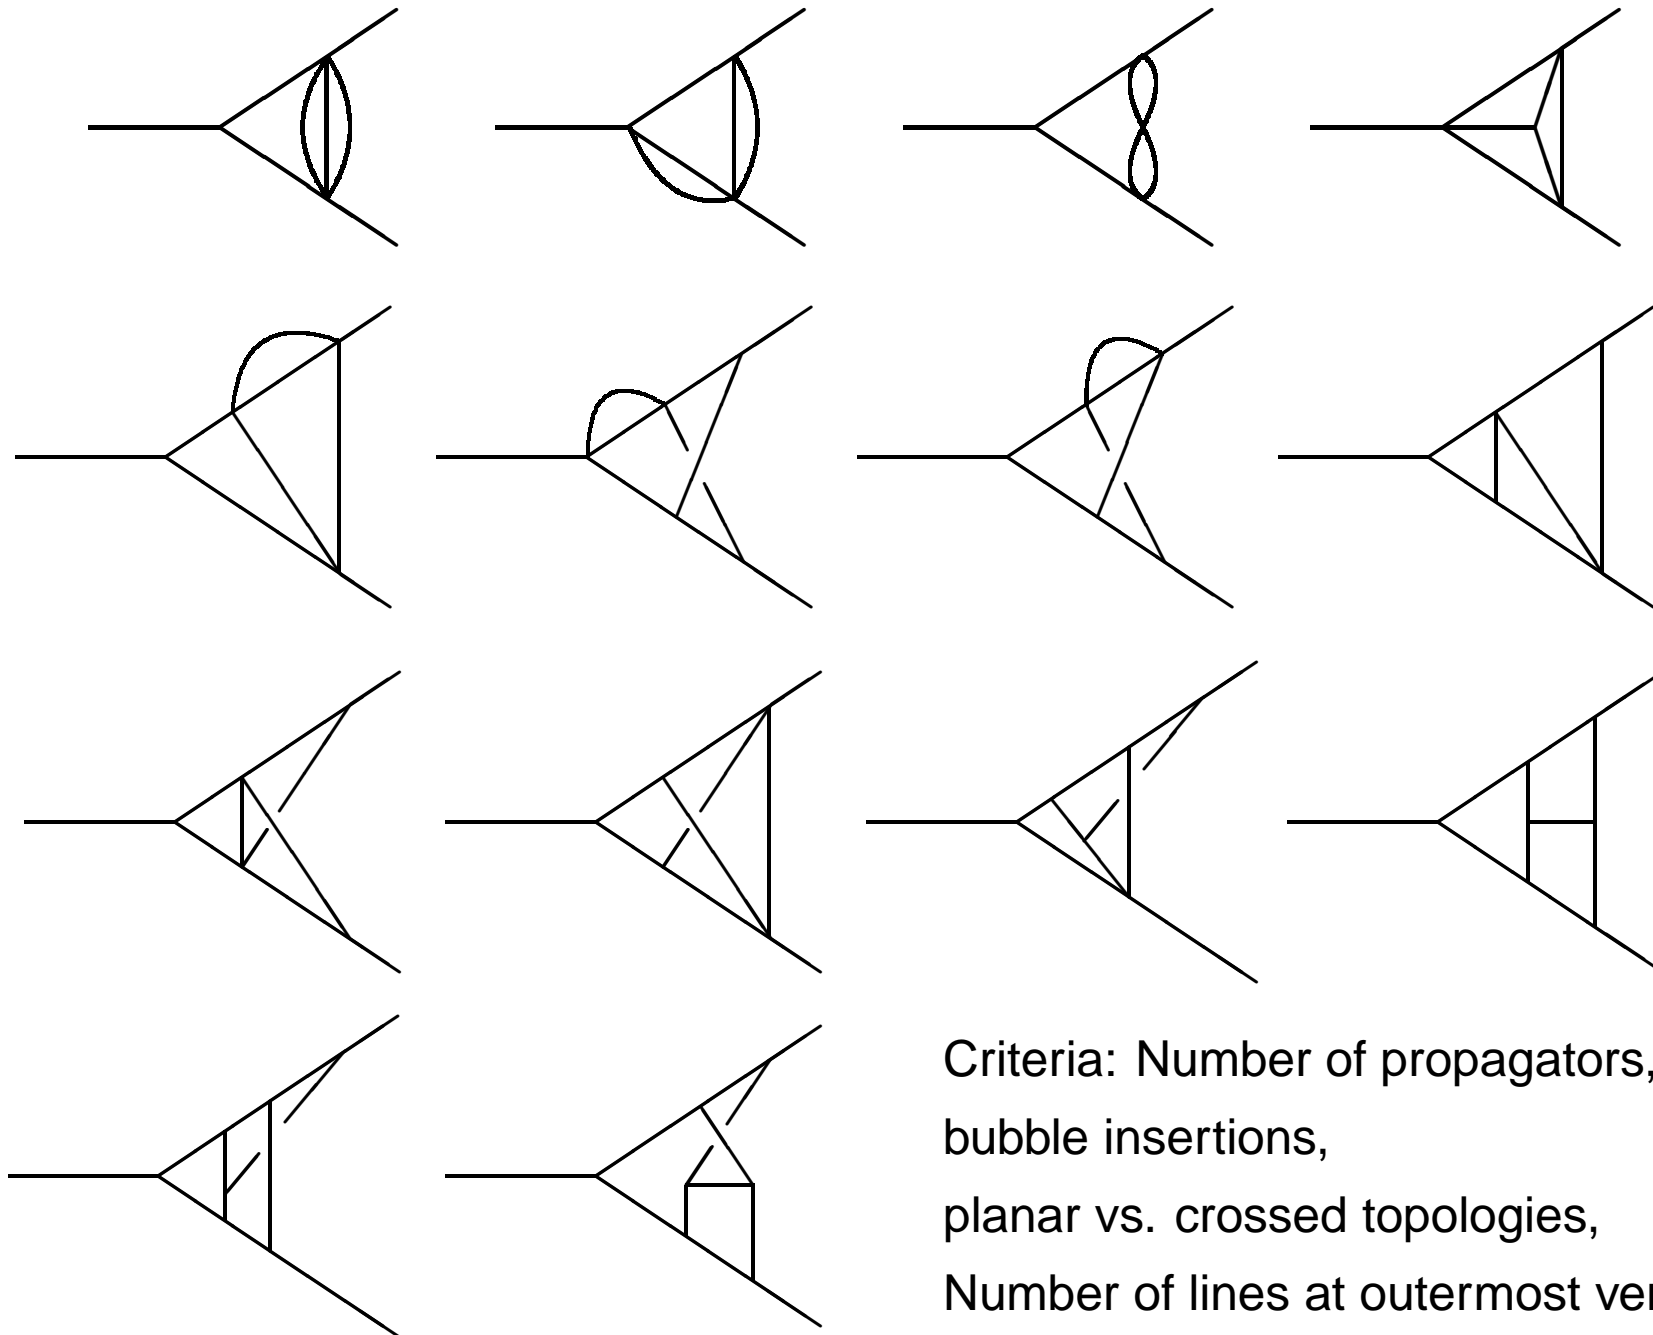 Criteria: Number of propagators,
bubble insertions,
planar vs. crossed topologies,
Number of lines at outermost